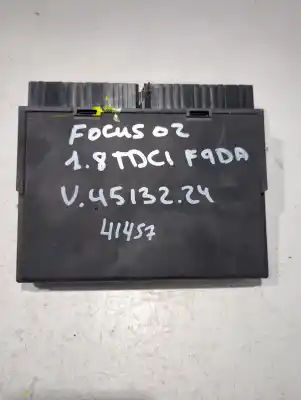 FOCUS 02
1.8 TDCI F9DA
V.45132.24
41457